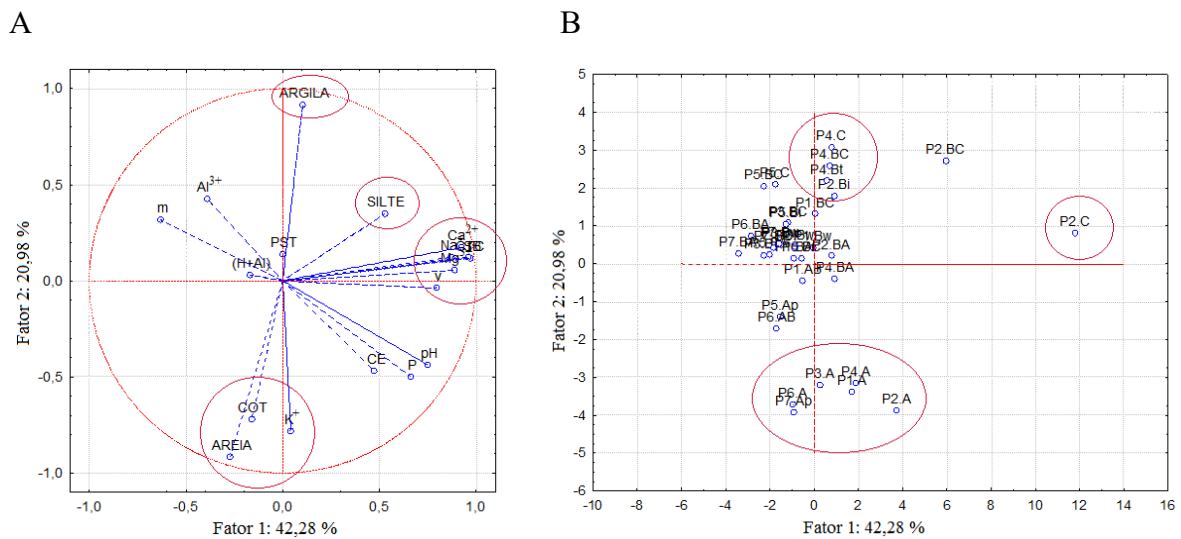 A
B
ARGILA
SILTE
Al³⁺
m
PST
(H+Al)
Ca²⁺
V
pH
CE
P
COT
K⁺
AREIA
1,0
0,5
0,0
-0,5
-1,0
-1,0
-0,5
0,0
0,5
1,0
Fator 2: 20,98 %
Fator 1: 42,28 %
P4.C
P4.BC
P4.Bt
P2.Bi
P5.C
P5.BC
P2.BC
P2.C
P1.BC
P6.BA
P2.BA
P1.AB
P4.BA
P5.Ap
P6.AB
P3.A
P4.A
P1.A
P6.A
P7.Ap
P2.A
5
4
3
2
1
0
-1
-2
-3
-4
-5
-6
-10
-8
-6
-4
-2
0
2
4
6
8
10
12
14
16
Fator 2: 20,98 %
Fator 1: 42,28 %